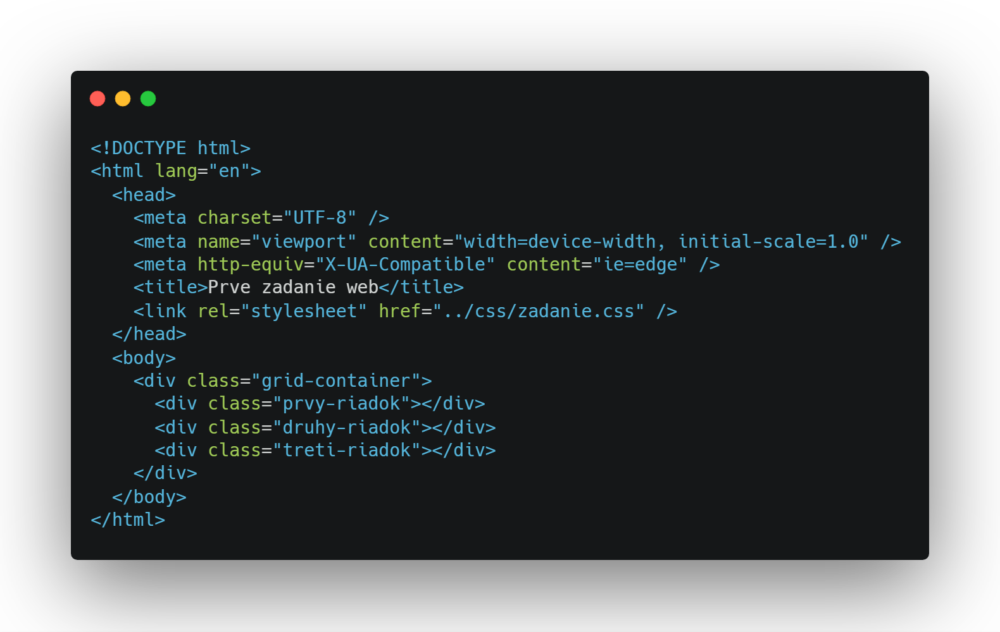 <!DOCTYPE html>
<html lang="en">
  <head>
    <meta charset="UTF-8" />
    <meta name="viewport" content="width=device-width, initial-scale=1.0" />
    <meta http-equiv="X-UA-Compatible" content="ie=edge" />
    <title>Prve zadanie web</title>
    <link rel="stylesheet" href="../css/zadanie.css" />
  </head>
  <body>
    <div class="grid-container">
      <div class="prvy-riadok"></div>
      <div class="druhy-riadok"></div>
      <div class="treti-riadok"></div>
    </div>
  </body>
</html>